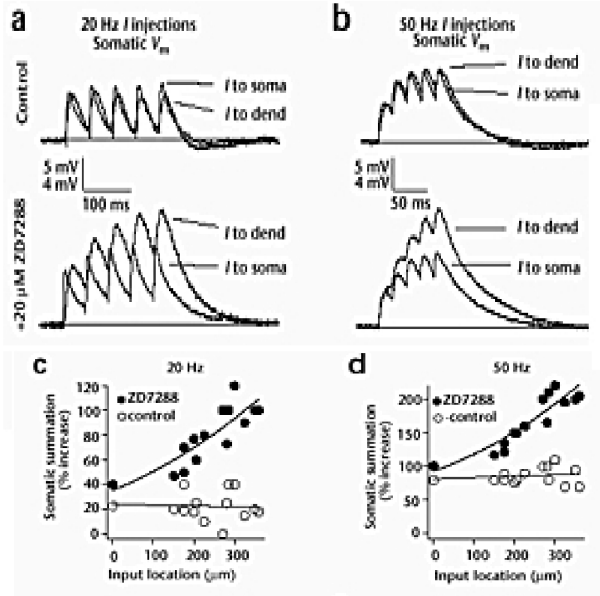 a
20 Hz I injections
Somatic Vm
b
50 Hz I injections
Somatic Vm
Control
I to soma
I to dend
I to dend
I to soma
5 mV
4 mV
100 ms
5 mV
4 mV
50 ms
+20 µM ZD7288
I to dend
I to soma
I to dend
I to soma
c
20 Hz
ZD7288
control
Somatic summation
(% increase)
120
100
80
60
40
20
0
0
100
200
300
Input location (µm)
d
50 Hz
ZD7288
control
Somatic summation
(% increase)
200
150
100
50
0
0
100
200
300
Input location (µm)